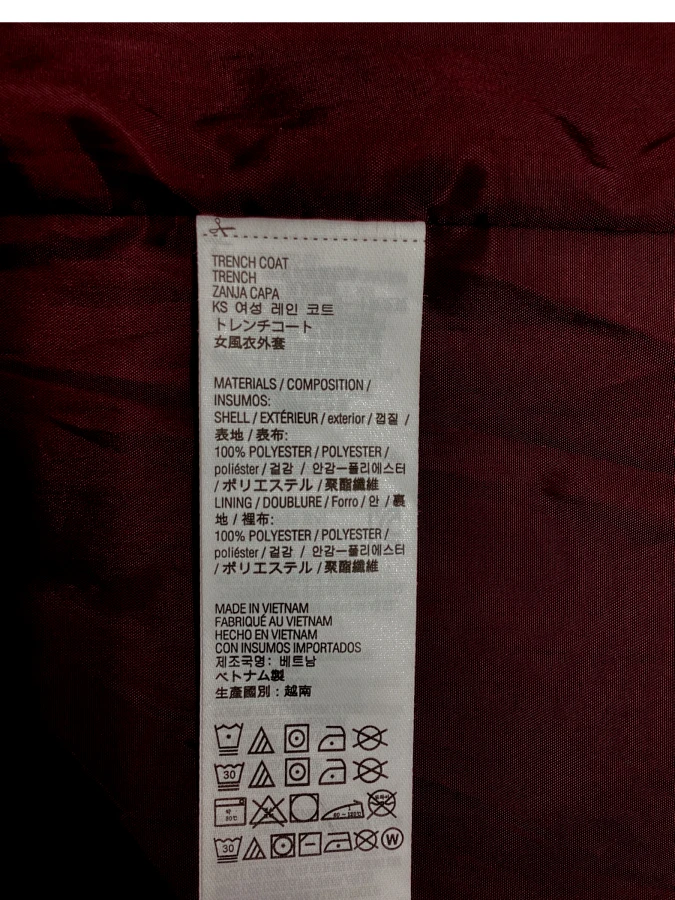 TRENCH COAT
TRENCH
ZANJA CAPA
KS 여성 레인 코트
トレンチコート
女風衣外套
MATERIALS / COMPOSITION /
INSUMOS:
SHELL / EXTÉRIEUR / exterior / 껍질 /
表地 / 表布:
100% POLYESTER / POLYESTER /
poliéster / 겉감 / 안감–폴리에스터
/ ポリエステル / 聚酯纖維
LINING / DOUBLURE / Forro / 안 / 裏
地 / 裡布:
100% POLYESTER / POLYESTER /
poliéster / 겉감 / 안감–폴리에스터
/ ポリエステル / 聚酯纖維
MADE IN VIETNAM
FABRIQUÉ AU VIETNAM
HECHO EN VIETNAM
CON INSUMOS IMPORTADOS
제조국명: 베트남
ベトナム製
生產國別 : 越南
30
30
W